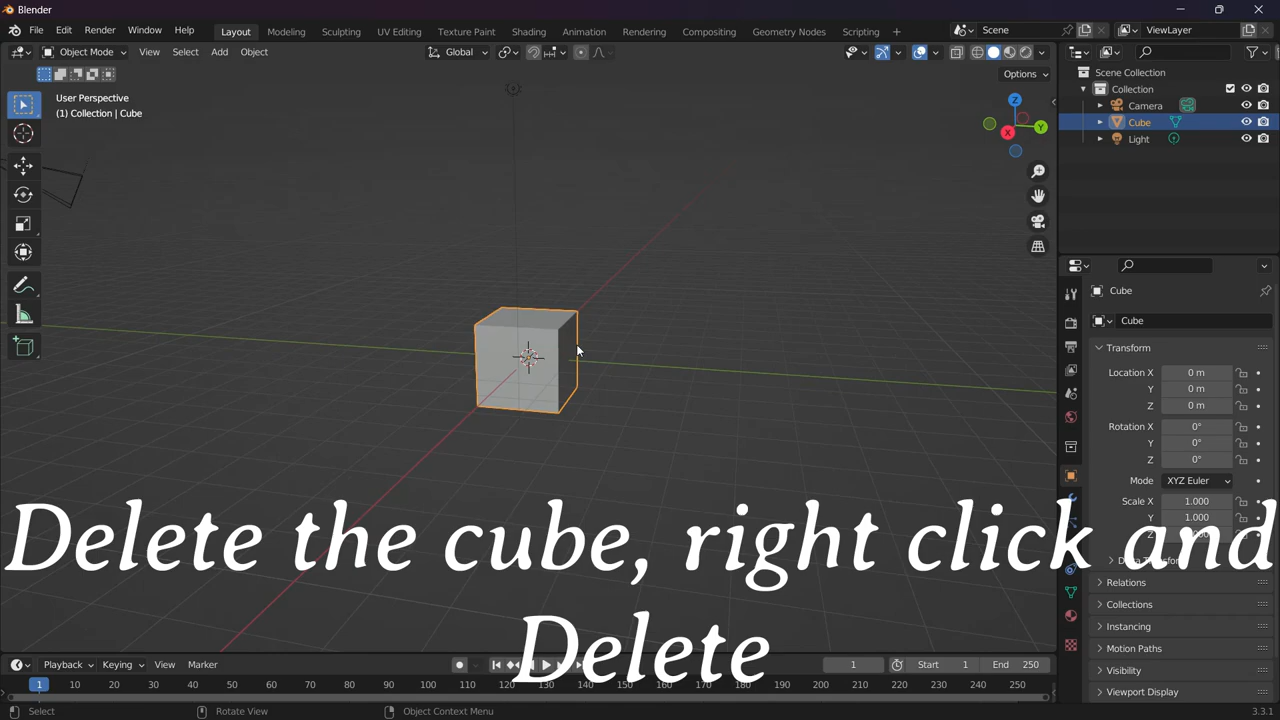 Blender
File Edit Render Window Help Layout Modeling Sculpting UV Editing Texture Paint Shading Animation Rendering Compositing Geometry Nodes Scripting + Scene ViewLayer
Object Mode View Select Add Object Global
Options
User Perspective
(1) Collection | Cube
Z
Y
X
Scene Collection
Collection
Camera
Cube
Light
Cube
Cube
Transform
Location X 0 m
Y 0 m
Z 0 m
Rotation X 0°
Y 0°
Z 0°
Mode XYZ Euler
Scale X 1.000
Y 1.000
Delete the cube, right click and
Delete
Relations
Collections
Instancing
Motion Paths
Visibility
Viewport Display
Playback Keying View Marker 1 Start 1 End 250
1 10 20 30 40 50 60 70 80 90 100 110 120 130 140 150 160 170 180 190 200 210 220 230 240 250
Select Rotate View Object Context Menu 3.3.1